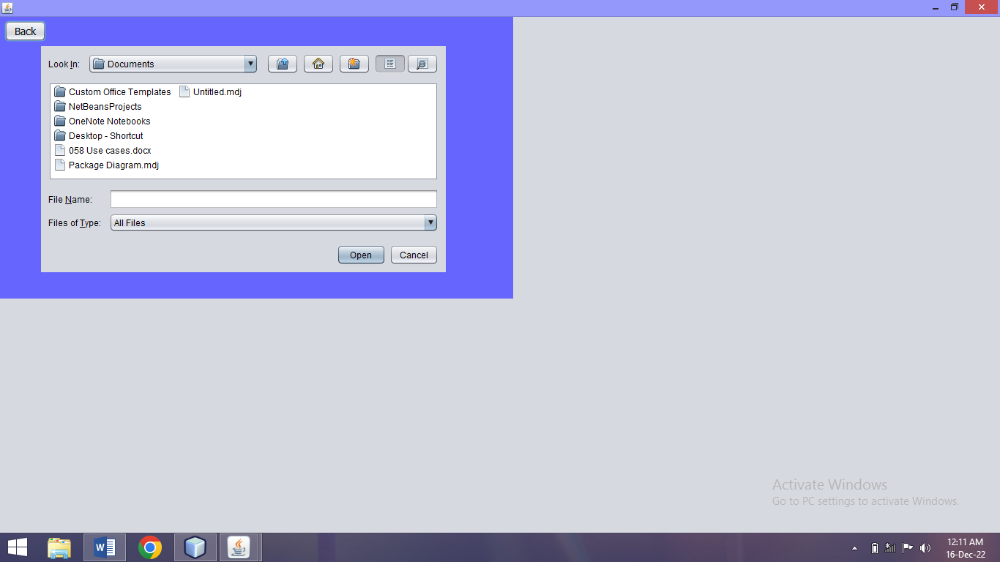 Back
Look In: Documents
Custom Office Templates Untitled.mdj
NetBeansProjects
OneNote Notebooks
Desktop - Shortcut
058 Use cases.docx
Package Diagram.mdj
File Name:
Files of Type: All Files
Open Cancel
Activate Windows
Go to PC settings to activate Windows.
12:11 AM
16-Dec-22